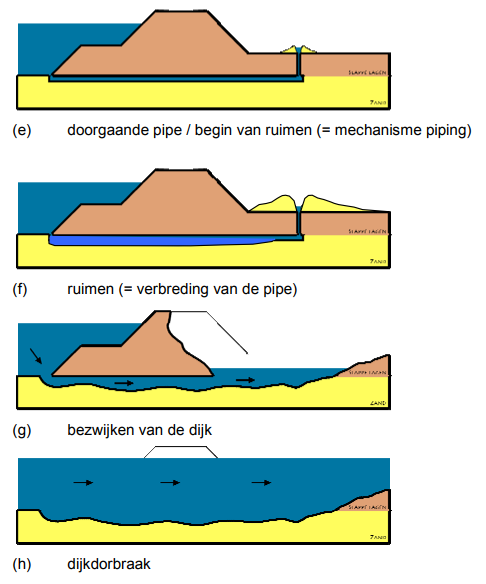 SLAPPE LAGEN
ZAND
(e) doorgaande pipe / begin van ruimen (= mechanisme piping)
SLAPPE LAGEN
ZAND
(f) ruimen (= verbreding van de pipe)
SLAPPE LAGEN
ZAND
(g) bezwijken van de dijk
SLAPPE LAGEN
ZAND
(h) dijkdorbraak